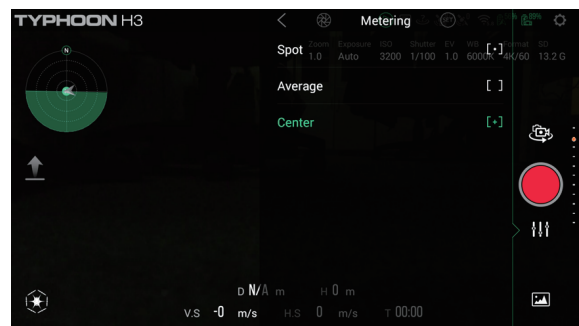 TYPHOON H3
Metering
89%
Spot
Zoom Exposure ISO Shutter EV WB Format SD
1.0 Auto 3200 1/100 1.0 6000K 4K/60 13.2 G
Average
N
Center
D N/A m H 0 m
V.S -0 m/s H.S 0 m/s T 00:00